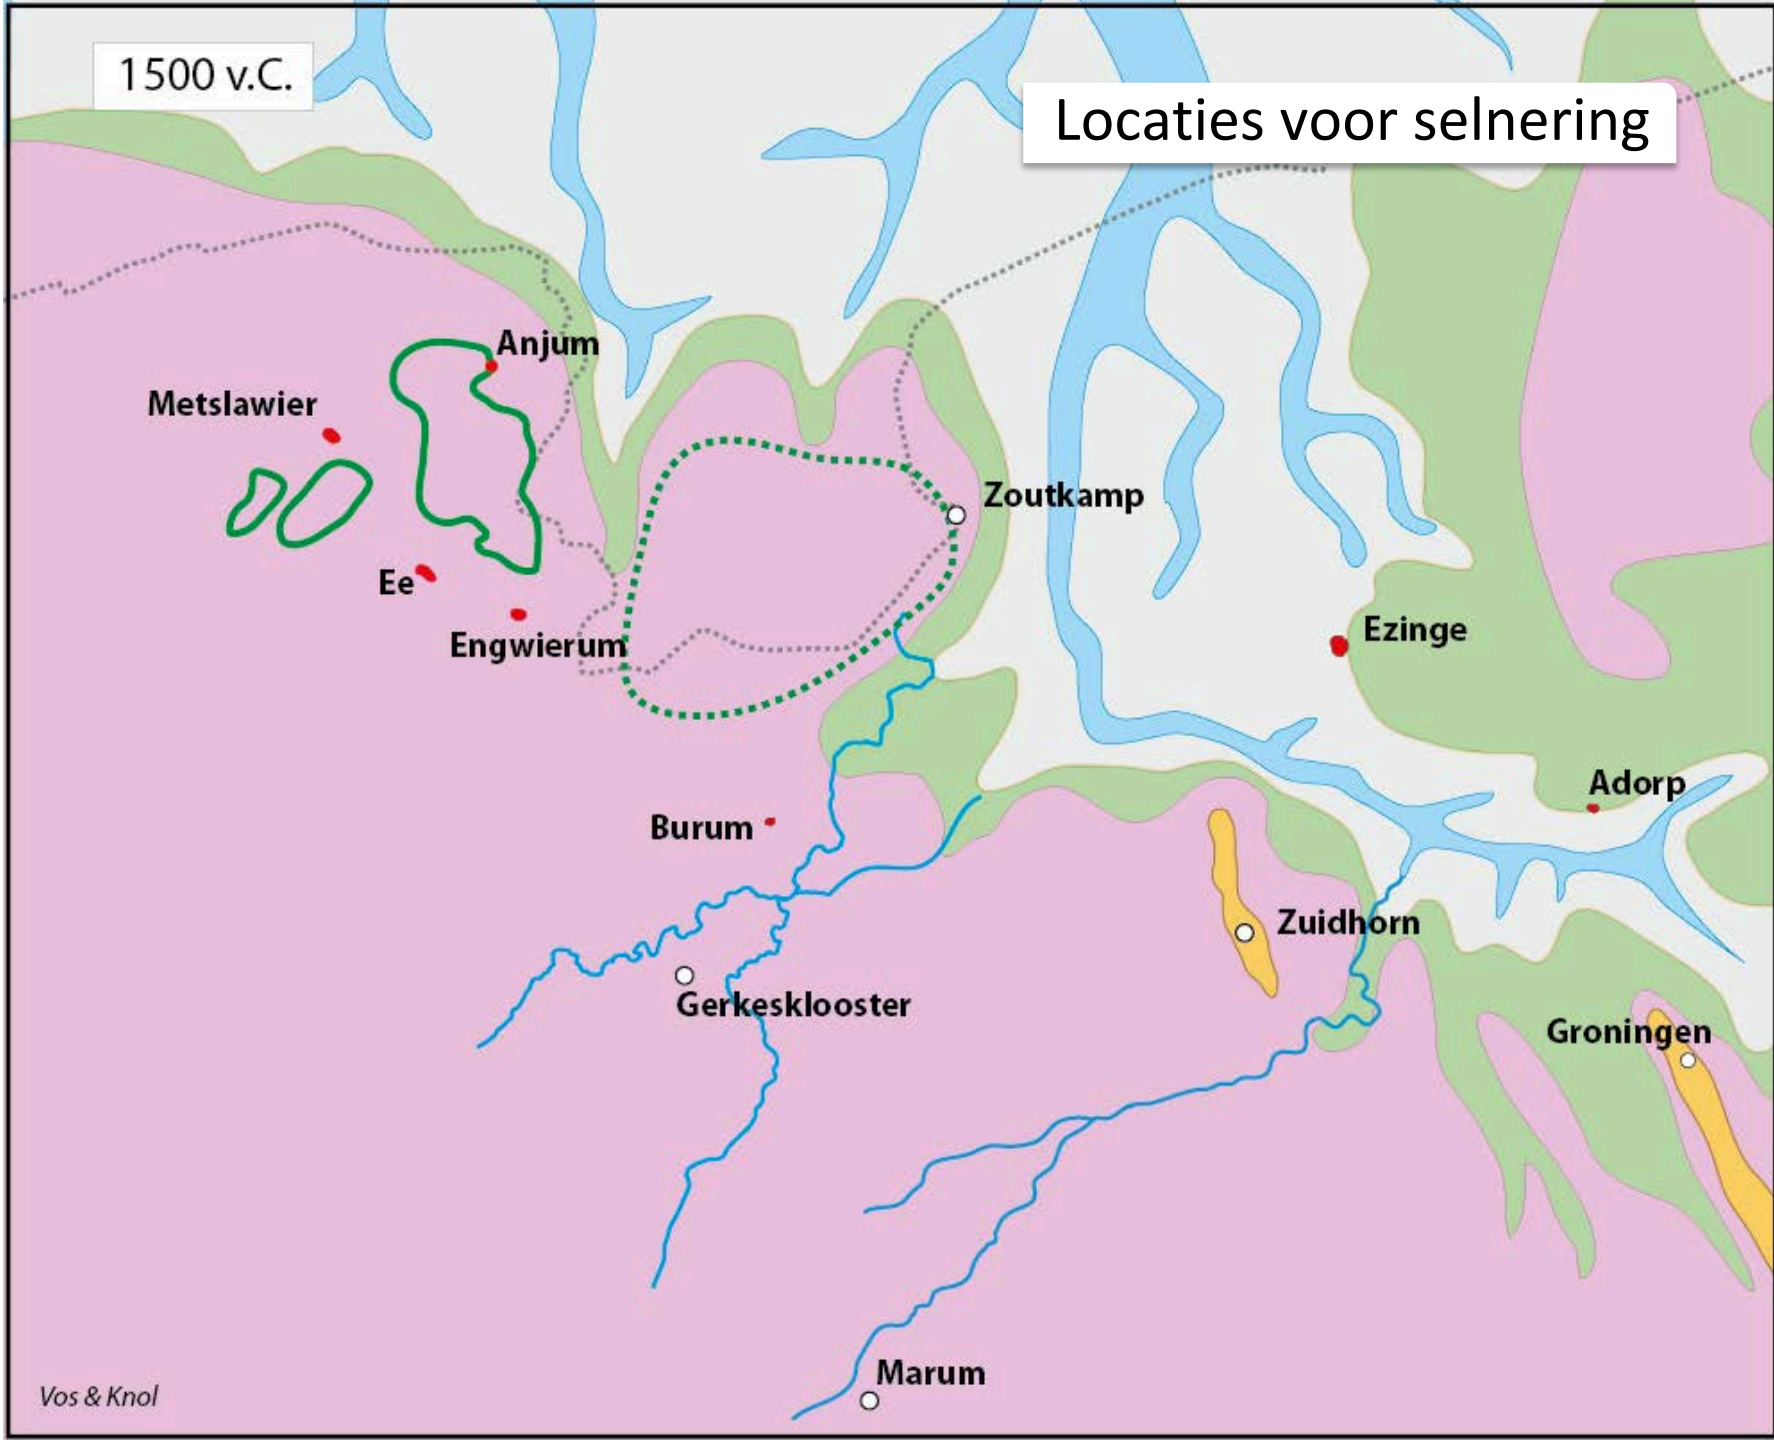 1500 v.C.
Locaties voor selnering
Anjum
Metslawier
Zoutkamp
Ee
Engwierum
Ezinge
Adorp
Burum
Zuidhorn
Gerkesklooster
Groningen
Marum
Vos & Knol